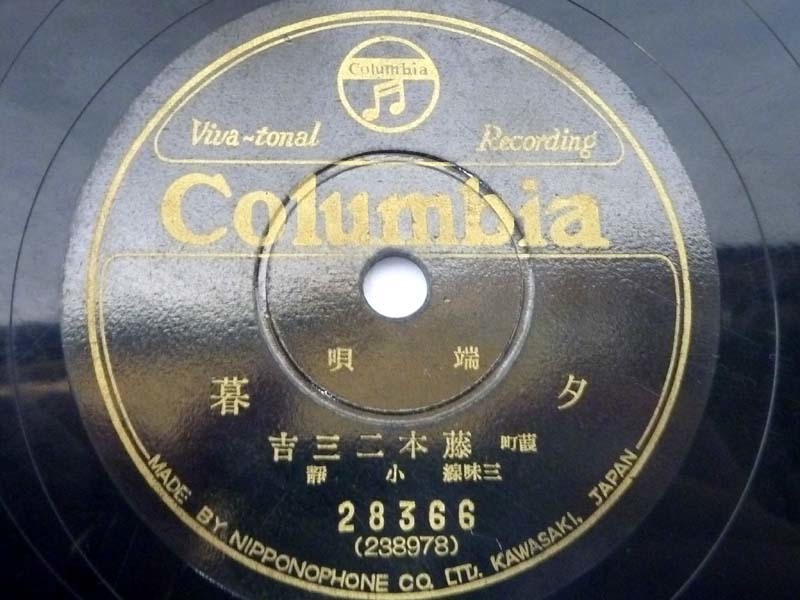 Columbia
Viva-tonal Recording
Columbia
端唄
夕暮
葭町 藤本二三吉
三味線 小靜
28366
(238978)
MADE BY NIPPONOPHONE CO. LTD. KAWASAKI, JAPAN